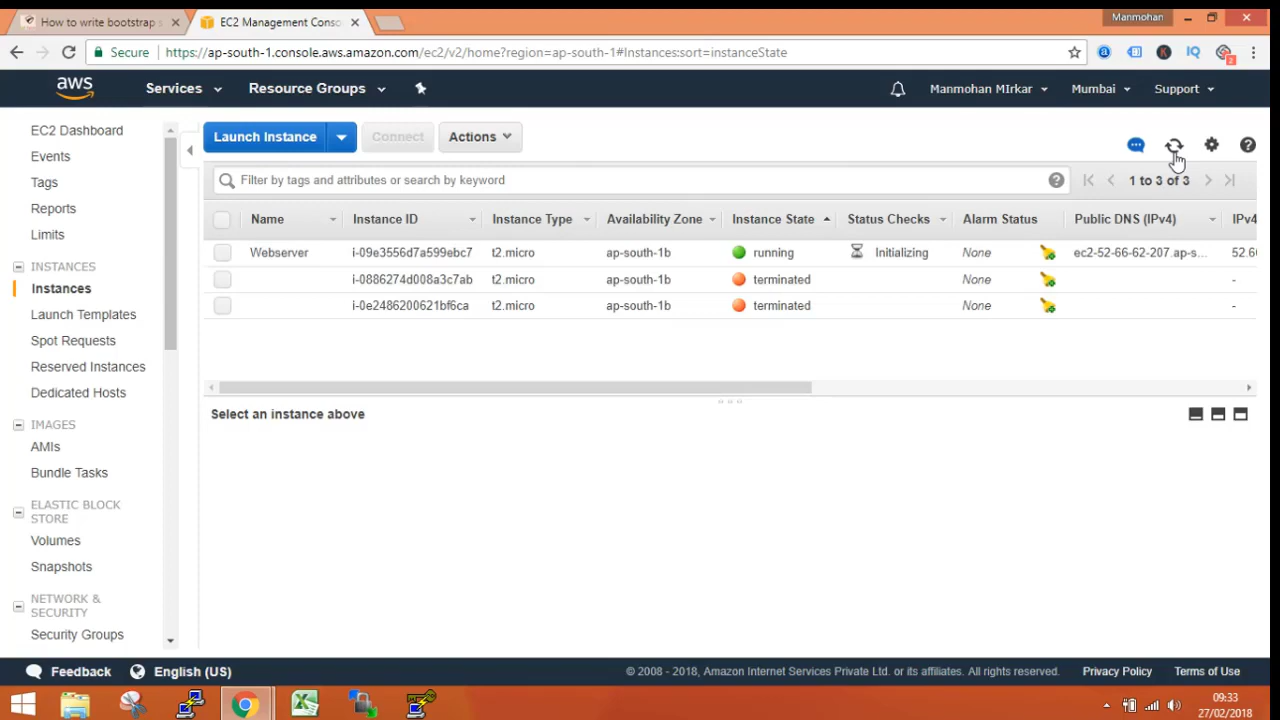 Manmohan
How to write bootstrap s
EC2 Management Conso
Secure
https://ap-south-1.console.aws.amazon.com/ec2/v2/home?region=ap-south-1#Instances:sort=instanceState
aws
Services
Resource Groups
Manmohan MIrkar
Mumbai
Support
EC2 Dashboard
Events
Tags
Reports
Limits
INSTANCES
Instances
Launch Templates
Spot Requests
Reserved Instances
Dedicated Hosts
IMAGES
AMIs
Bundle Tasks
ELASTIC BLOCK
STORE
Volumes
Snapshots
NETWORK &
SECURITY
Security Groups
Launch Instance
Connect
Actions
Filter by tags and attributes or search by keyword
1 to 3 of 3
Name Instance ID Instance Type Availability Zone Instance State Status Checks Alarm Status Public DNS (IPv4) IPv4
Webserver i-09e3556d7a599ebc7 t2.micro ap-south-1b running Initializing None ec2-52-66-62-207.ap-s... 52.6
i-0886274d008a3c7ab t2.micro ap-south-1b terminated None -
i-0e2486200621bf6ca t2.micro ap-south-1b terminated None -
Select an instance above
Feedback
English (US)
© 2008 - 2018, Amazon Internet Services Private Ltd. or its affiliates. All rights reserved.
Privacy Policy
Terms of Use
09:33
27/02/2018